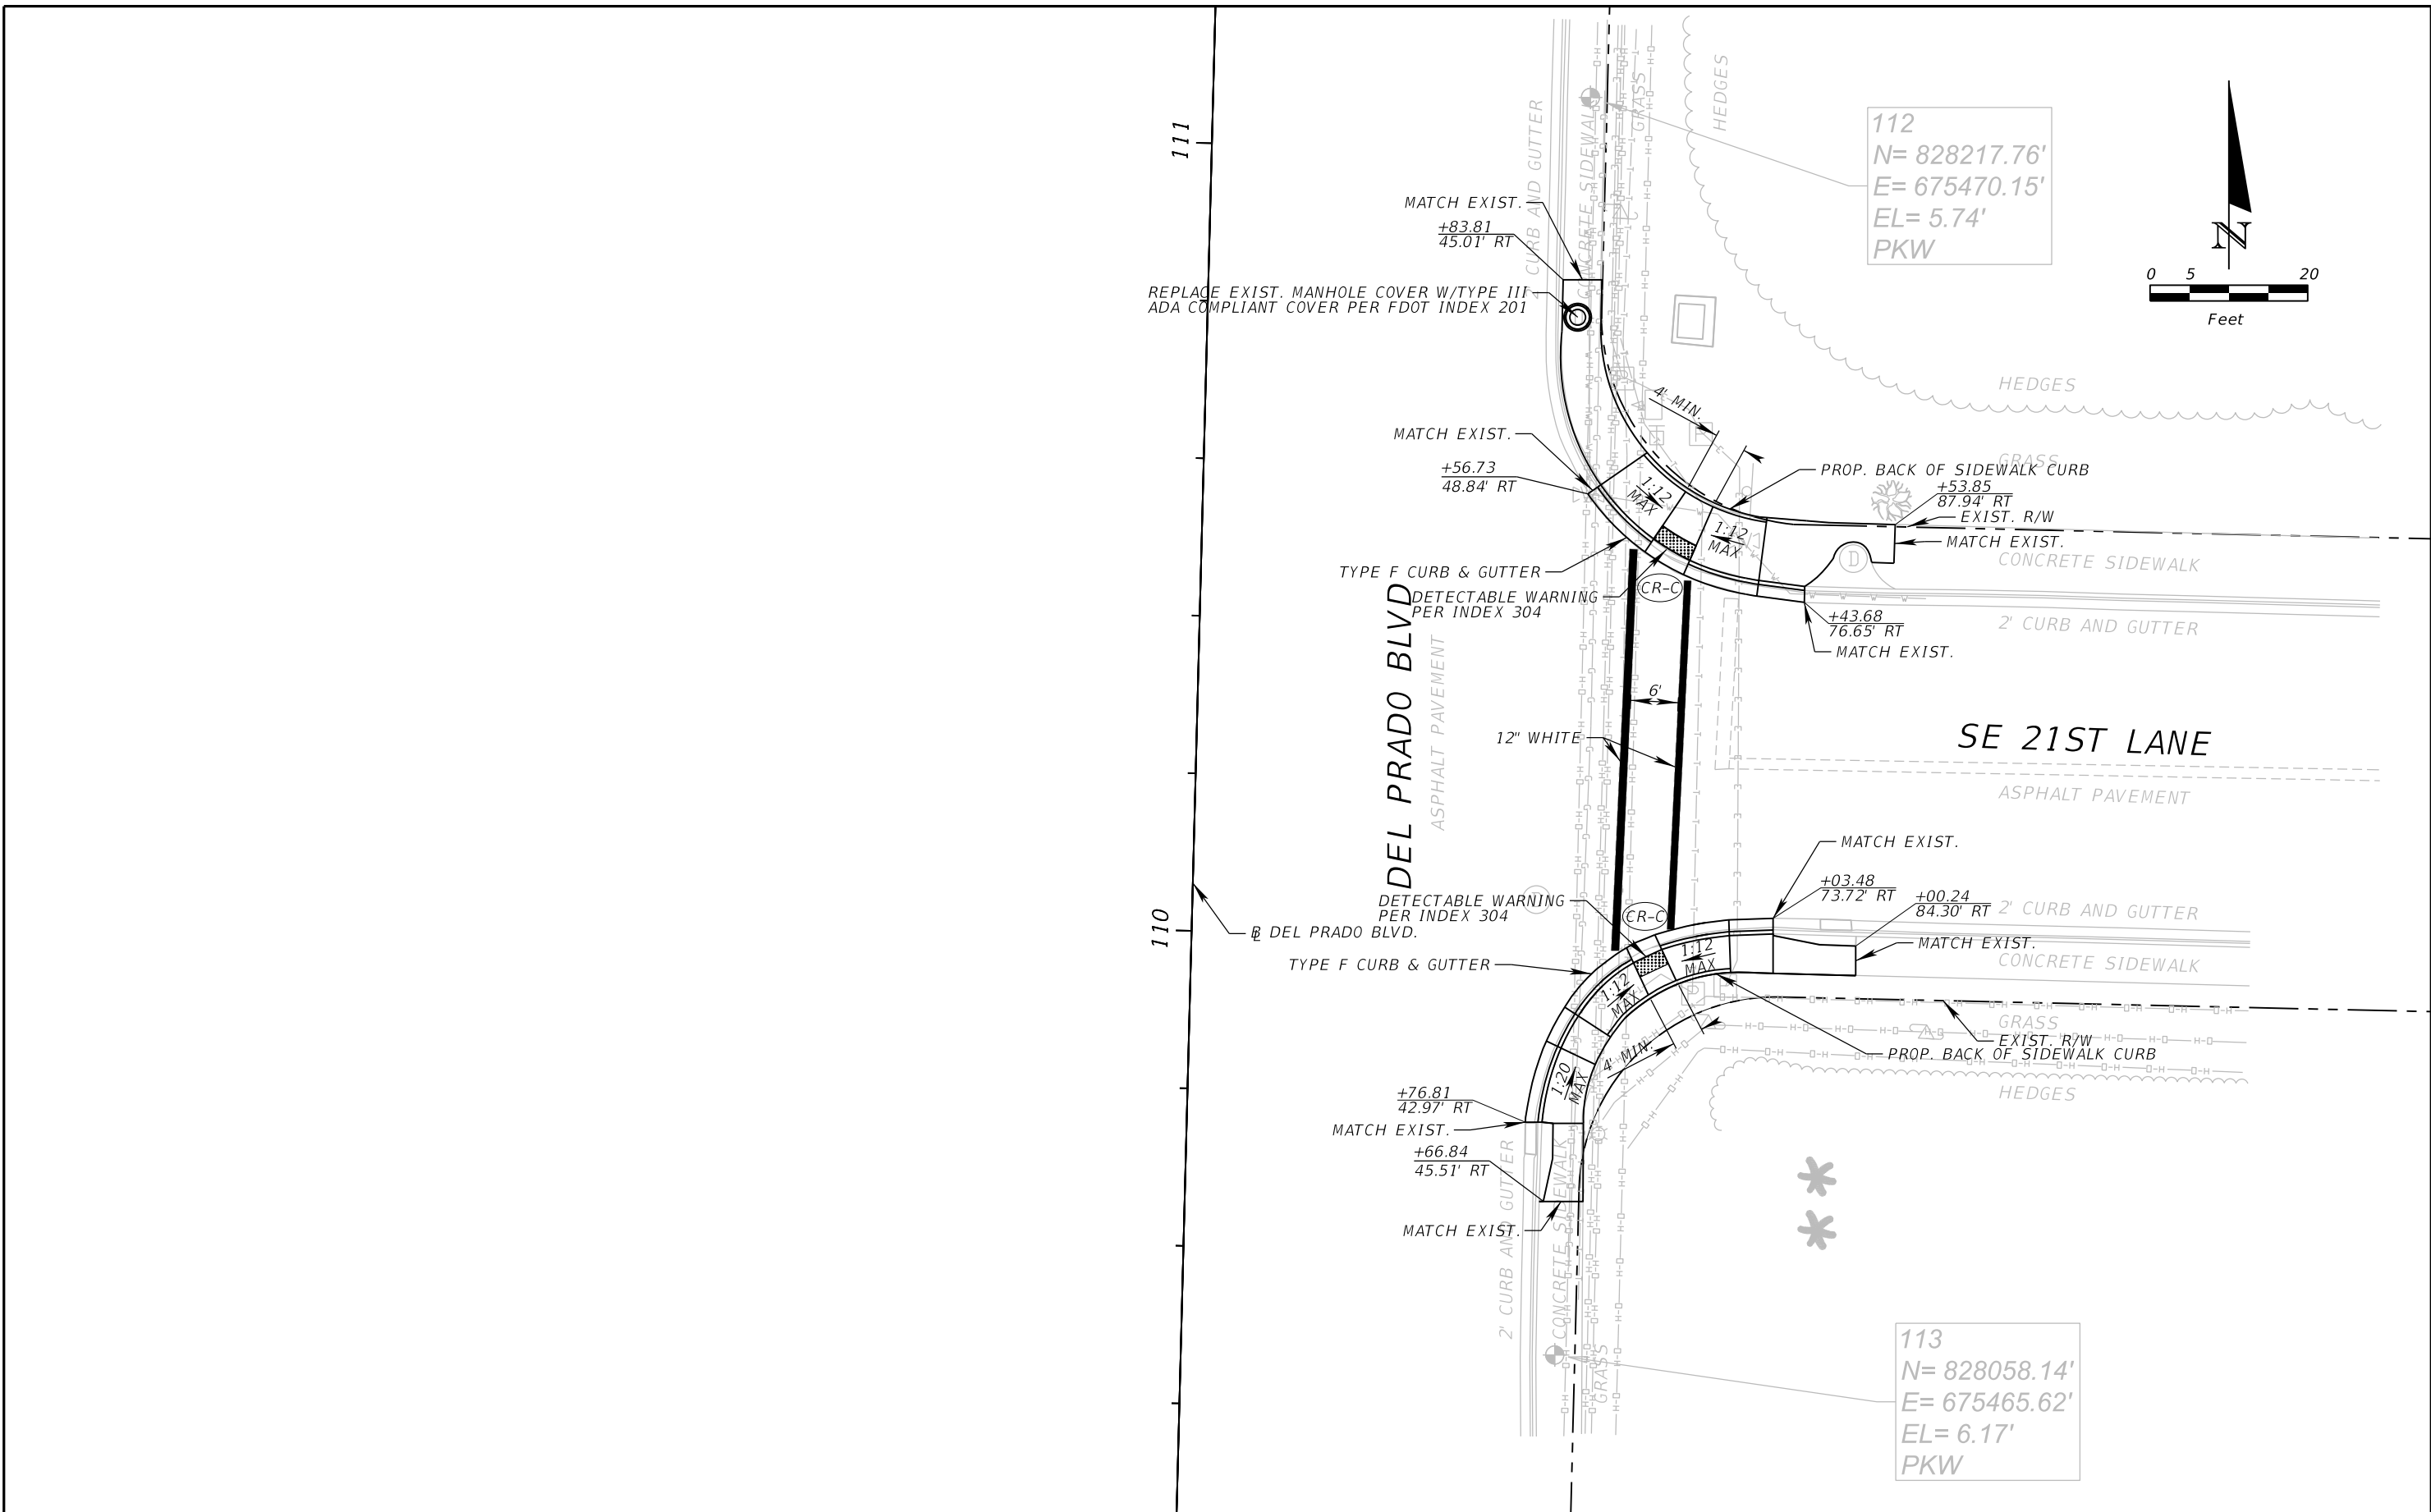 111
110
DEL PRADO BLVD
ASPHALT PAVEMENT
CURB AND GUTTER
CONCRETE SIDEWALK
GRASS
HEDGES
112
N= 828217.76'
E= 675470.15'
EL= 5.74'
PKW
N
0 5 20
Feet
MATCH EXIST.
+83.81
45.01' RT
REPLACE EXIST. MANHOLE COVER W/TYPE III
ADA COMPLIANT COVER PER FDOT INDEX 201
MATCH EXIST.
+56.73
48.84' RT
4' MIN.
HEDGES
GRASS
PROP. BACK OF SIDEWALK CURB
+53.85
87.94' RT
EXIST. R/W
MATCH EXIST.
D
CONCRETE SIDEWALK
1:12
MAX
1:12
MAX
TYPE F CURB & GUTTER
DETECTABLE WARNING
PER INDEX 304
CR-C
+43.68
76.65' RT
2' CURB AND GUTTER
MATCH EXIST.
6'
12" WHITE
SE 21ST LANE
ASPHALT PAVEMENT
MATCH EXIST.
+03.48
73.72' RT
+00.24
84.30' RT
2' CURB AND GUTTER
MATCH EXIST.
CONCRETE SIDEWALK
DETECTABLE WARNING
PER INDEX 304
CR-C
D
B DEL PRADO BLVD.
L
TYPE F CURB & GUTTER
1:12
MAX
1:12
MAX
GRASS
EXIST. R/W
PROP. BACK OF SIDEWALK CURB
4' MIN.
1:20
MAX
HEDGES
+76.81
42.97' RT
MATCH EXIST.
+66.84
45.51' RT
MATCH EXIST.
2' CURB AND GUTTER
CONCRETE SIDEWALK
GRASS
113
N= 828058.14'
E= 675465.62'
EL= 6.17'
PKW